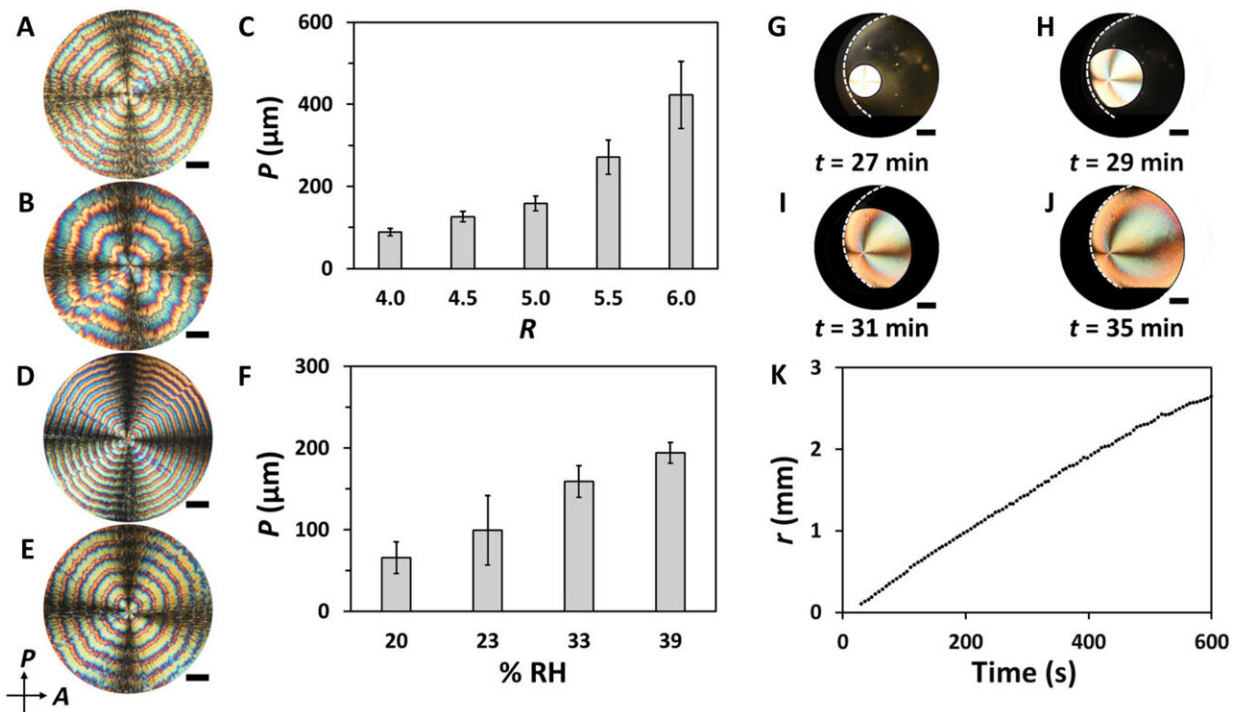 A
B
C
600
400
200
0
P (µm)
4.0 4.5 5.0 5.5 6.0
R
G
H
t = 27 min
t = 29 min
I
J
t = 31 min
t = 35 min
D
E
P
A
F
300
200
100
0
P (µm)
20 23 33 39
% RH
K
3
2
1
0
r (mm)
0 200 400 600
Time (s)